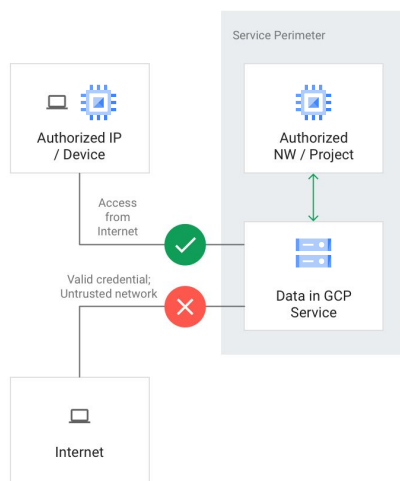 Service Perimeter
Authorized IP
/ Device
Authorized
NW / Project
Access
from
Internet
Valid credential;
Untrusted network
Data in GCP
Service
Internet